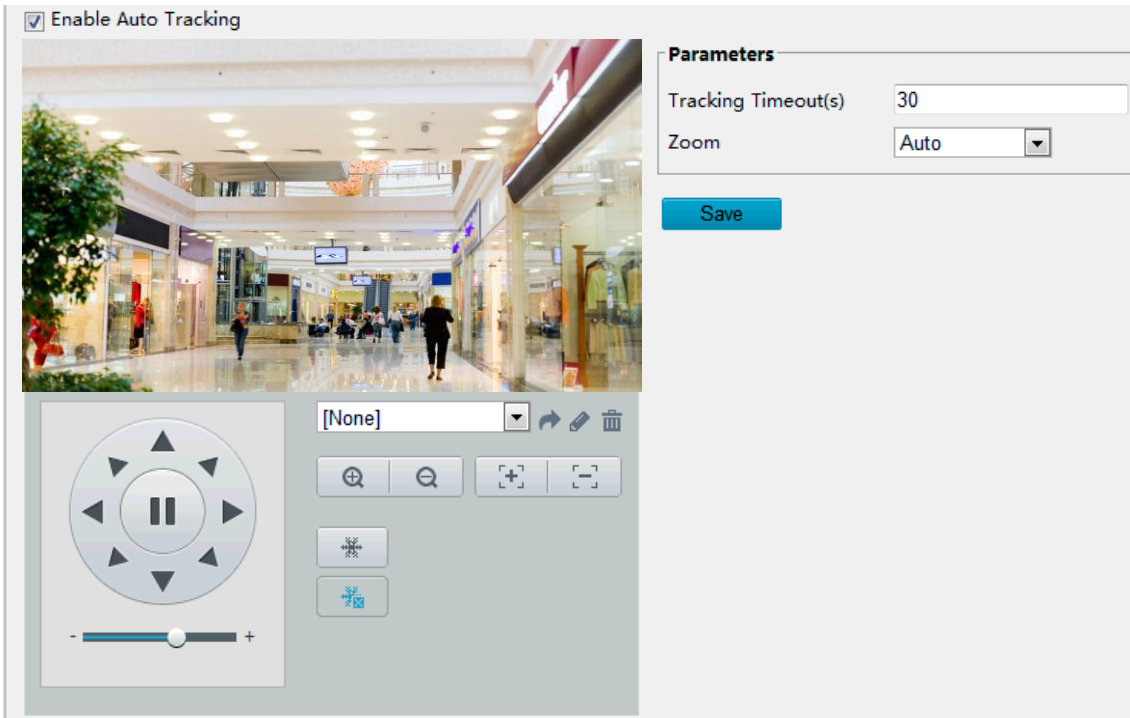 Enable Auto Tracking
Parameters
Tracking Timeout(s) 30
Zoom Auto
Save
[None]
- +